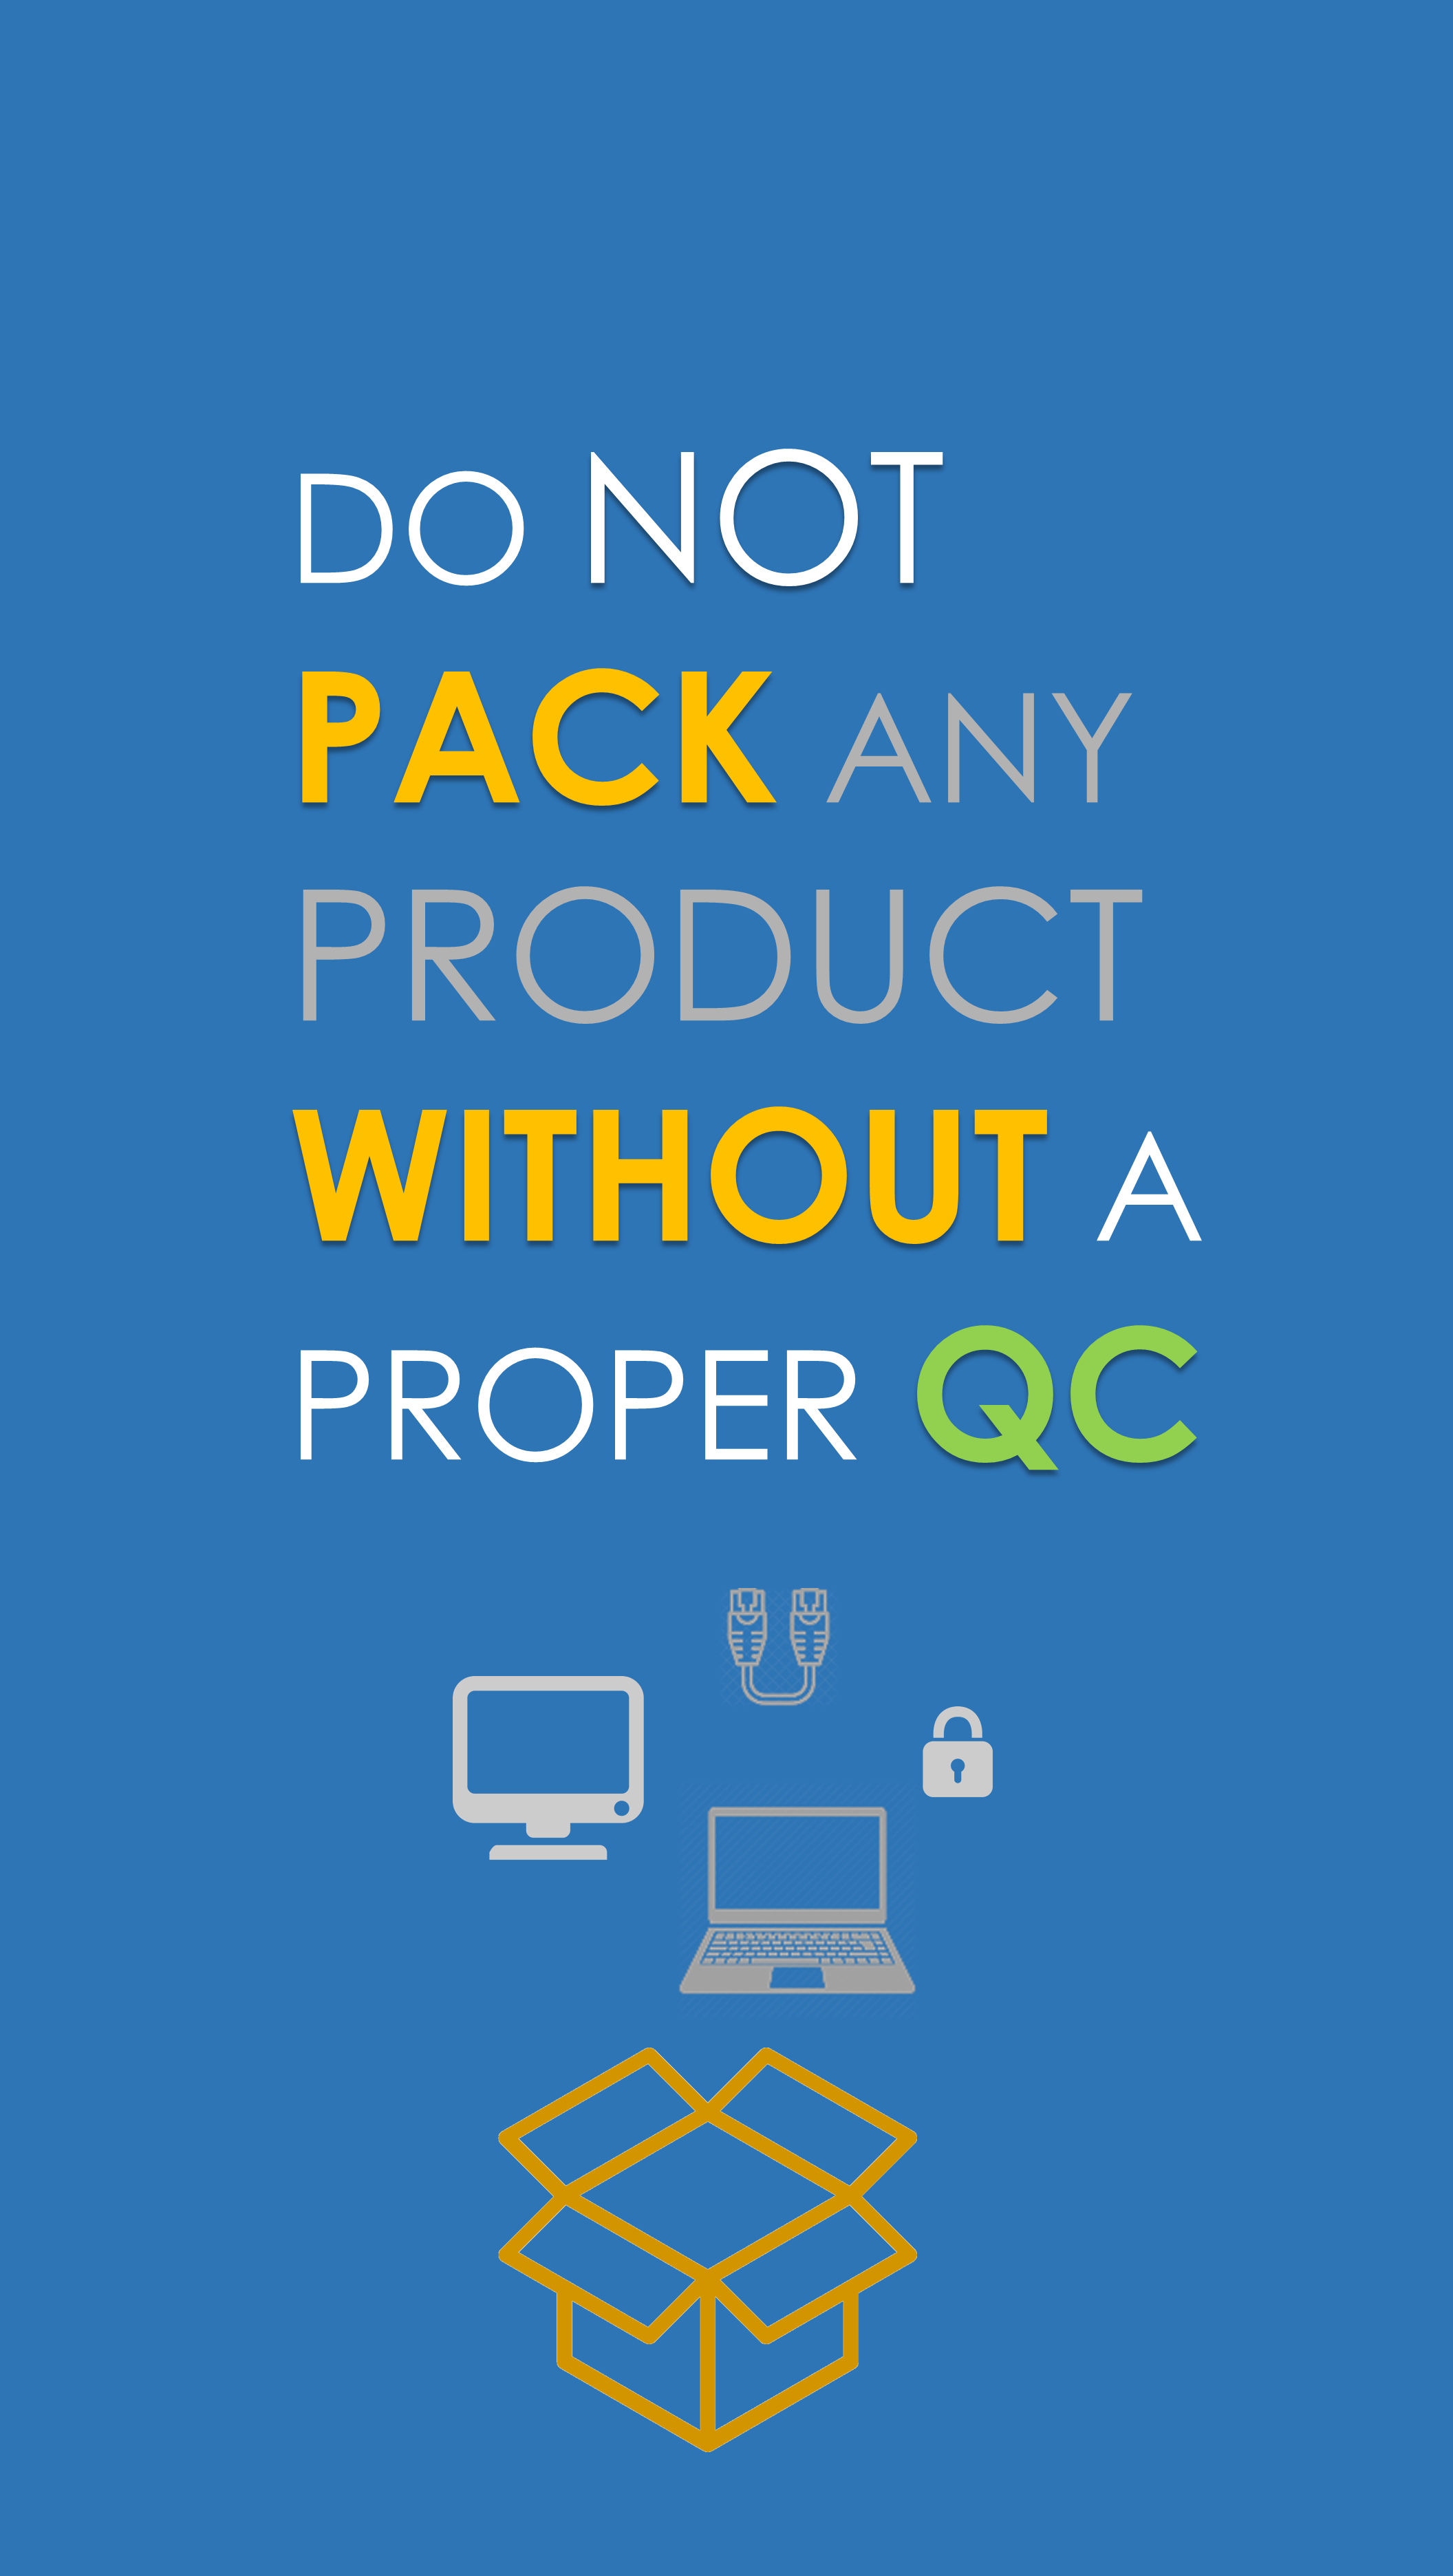 DO NOT
PACK ANY
PRODUCT
WITHOUT A
PROPER QC